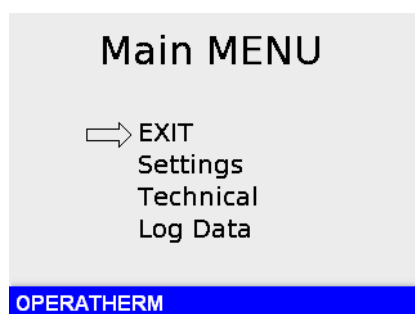 Main MENU
EXIT
Settings
Technical
Log Data
OPERATHERM